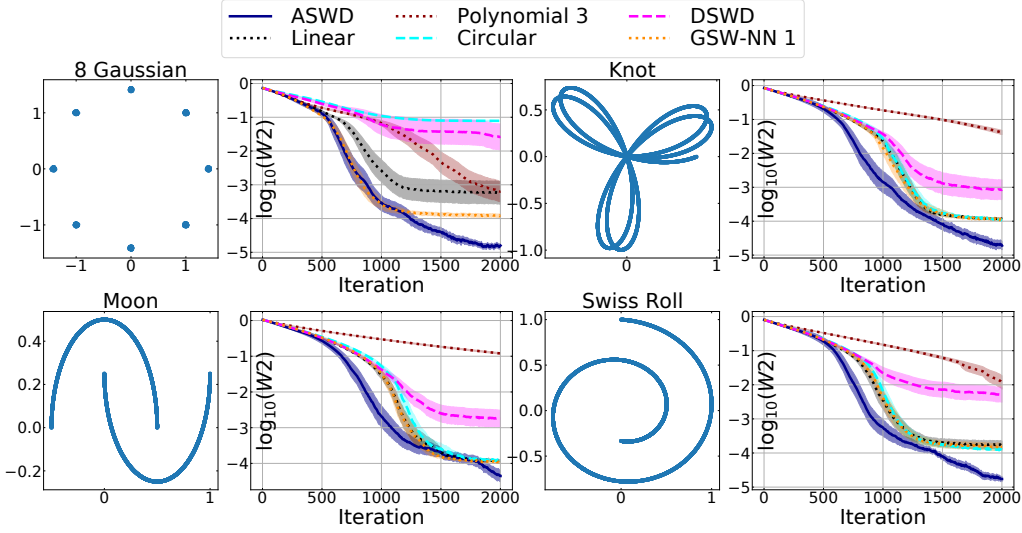 ASWD Polynomial 3 DSWD
Linear Circular GSW-NN 1
8 Gaussian
1
0
−1
−1 0 1
0
−1
−2
−3
−4
−5
log₁₀(W2)
0 500 1000 1500 2000
Iteration
Knot
0.5
0.0
−0.5
−1.0
0 1
0
−1
−2
−3
−4
−5
log₁₀(W2)
0 500 1000 1500 2000
Iteration
Moon
0.4
0.2
0.0
−0.2
0 1
0
−1
−2
−3
−4
log₁₀(W2)
0 500 1000 1500 2000
Iteration
Swiss Roll
1.0
0.5
0.0
−0.5
0 1
0
−1
−2
−3
−4
−5
log₁₀(W2)
0 500 1000 1500 2000
Iteration